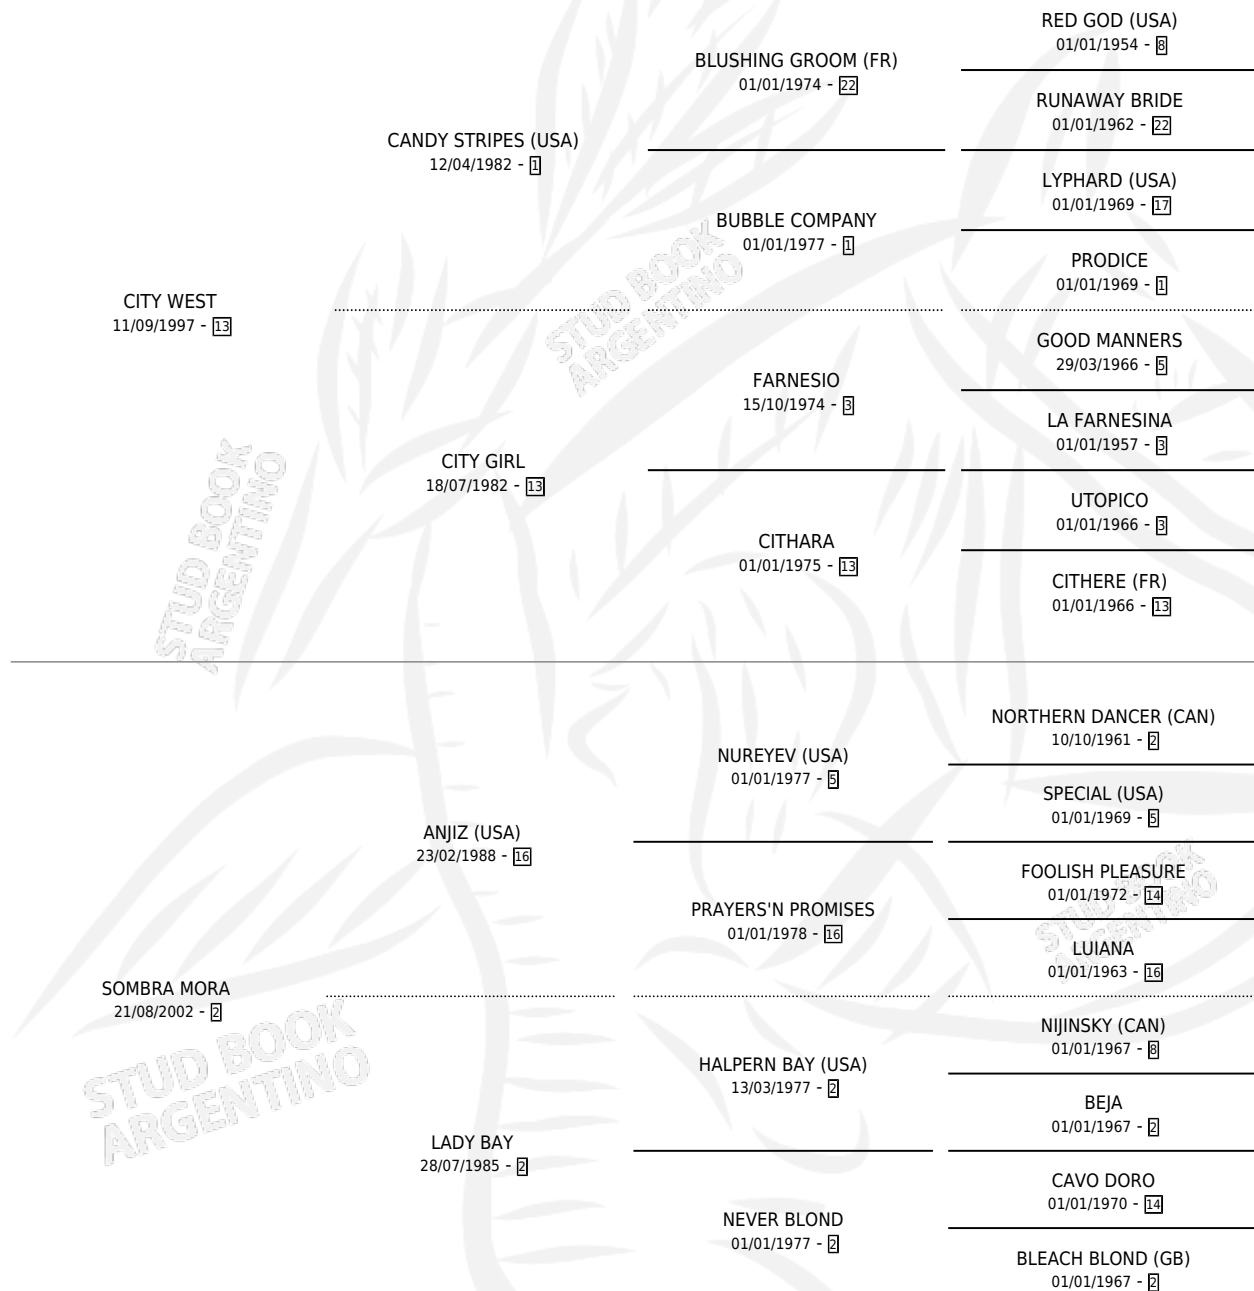 RED GOD (USA)
01/01/1954 - 8
BLUSHING GROOM (FR)
01/01/1974 - 22
RUNAWAY BRIDE
01/01/1962 - 22
CANDY STRIPES (USA)
12/04/1982 - 1
LYPHARD (USA)
01/01/1969 - 17
BUBBLE COMPANY
01/01/1977 - 1
PRODICE
01/01/1969 - 1
CITY WEST
11/09/1997 - 13
STUD BOOK
ARGENTINO
GOOD MANNERS
29/03/1966 - 5
FARNESIO
15/10/1974 - 3
LA FARNESINA
01/01/1957 - 3
CITY GIRL
18/07/1982 - 13
UTOPICO
01/01/1966 - 3
CITHARA
01/01/1975 - 13
CITHERE (FR)
01/01/1966 - 13
STUD BOOK
ARGENTINO
NORTHERN DANCER (CAN)
10/10/1961 - 2
NUREYEV (USA)
01/01/1977 - 5
SPECIAL (USA)
01/01/1969 - 5
ANJIZ (USA)
23/02/1988 - 16
FOOLISH PLEASURE
01/01/1972 - 14
PRAYERS'N PROMISES
01/01/1978 - 16
LUIANA
01/01/1963 - 16
STUD BOOK
ARGENTINO
SOMBRA MORA
21/08/2002 - 2
NIJINSKY (CAN)
01/01/1967 - 8
HALPERN BAY (USA)
13/03/1977 - 2
BEJA
01/01/1967 - 2
STUD BOOK
ARGENTINO
LADY BAY
28/07/1985 - 2
CAVO DORO
01/01/1970 - 14
NEVER BLOND
01/01/1977 - 2
BLEACH BLOND (GB)
01/01/1967 - 2